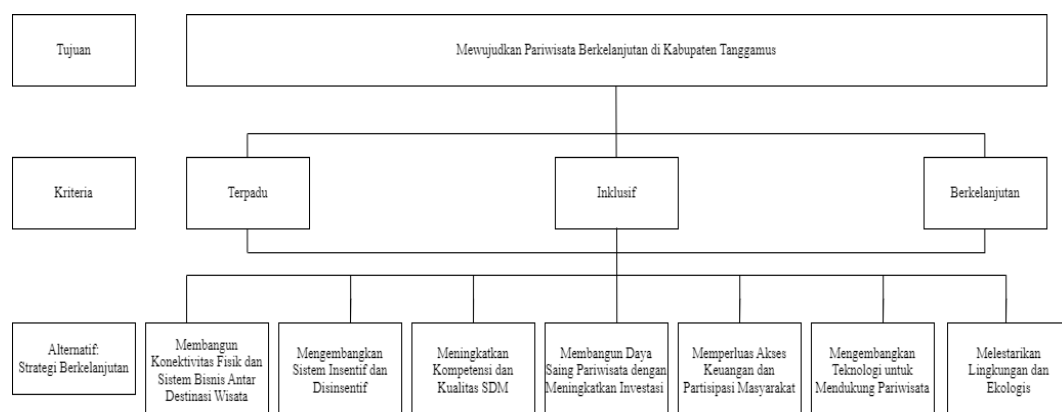 Tujuan
Mewujudkan Pariwisata Berkelanjutan di Kabupaten Tanggamus
Kriteria
Terpadu
Inklusif
Berkelanjutan
Alternatif:
Strategi Berkelanjutan
Membangun
Konektivitas Fisik dan
Sistem Bisnis Antar
Destinasi Wisata
Mengembangkan
Sistem Insentif dan
Disinsentif
Meningkatkan
Kompetensi dan
Kualitas SDM
Membangun Daya
Saing Pariwisata dengan
Meningkatkan Investasi
Memperluas Akses
Keuangan dan
Partisipasi Masyarakat
Mengembangkan
Teknologi untuk
Mendukung Pariwisata
Melestarikan
Lingkungan dan
Ekologis